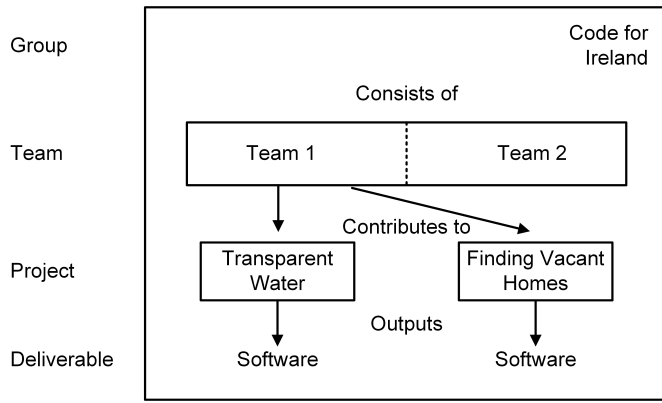 Group
Code for
Ireland
Consists of
Team
Team 1
Team 2
Contributes to
Project
Transparent
Water
Finding Vacant
Homes
Outputs
Deliverable
Software
Software